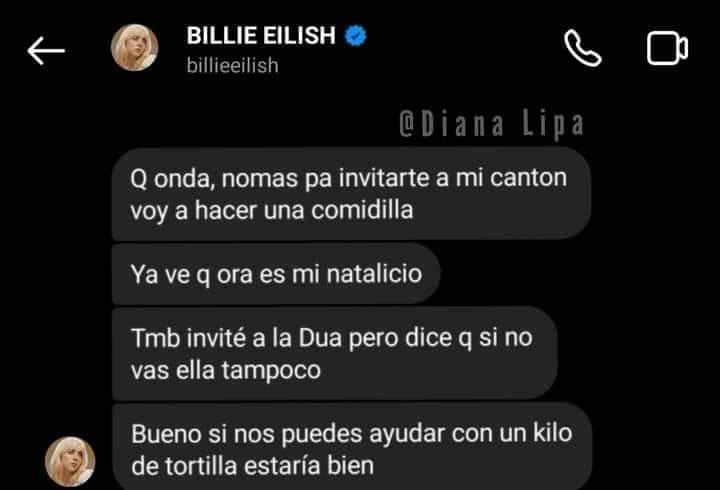 BILLIE EILISH
billieeilish
@Diana Lipa
Q onda, nomas pa invitarte a mi canton
voy a hacer una comidilla
Ya ve q ora es mi natalicio
Tmb invité a la Dua pero dice q si no
vas ella tampoco
Bueno si nos puedes ayudar con un kilo
de tortilla estaría bien